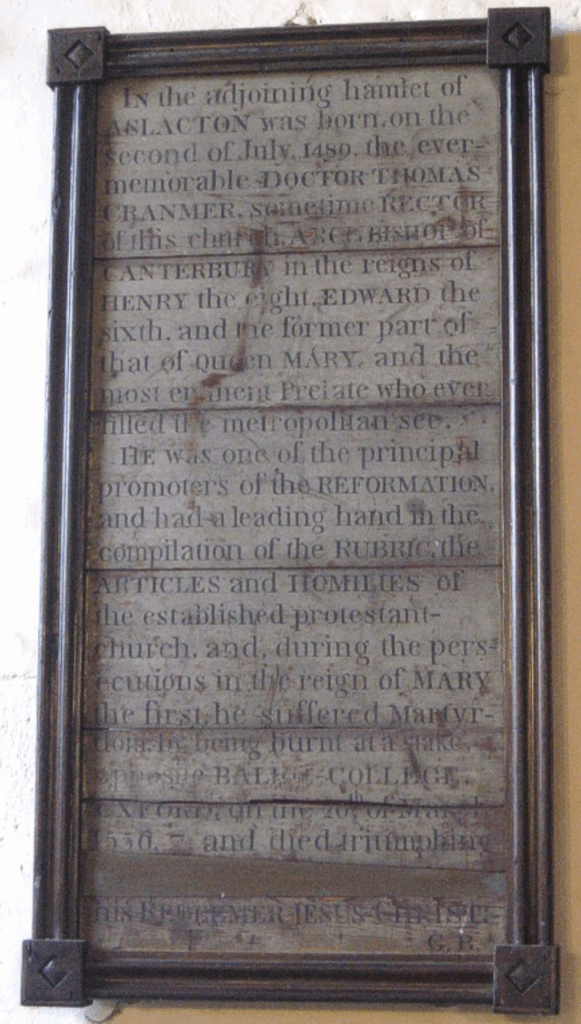 IN the adjoining hamlet of
ASLACTON was born, on the
second of July, 1489, the ever-
memorable DOCTOR THOMAS
CRANMER, sometime RECTOR
of this church, ARCHBISHOP of
CANTERBURY in the reigns of
HENRY the eight, EDWARD the
sixth, and the former part of
that of Queen MARY, and the
most eminent Prelate who ever
filled the metropolitan see.
HE was one of the principal
promoters of the REFORMATION,
and had a leading hand in the
compilation of the RUBRIC, the
ARTICLES and HOMILIES of
the established protestant-
church, and, during the pers-
ecutions in the reign of MARY
the first, he suffered Martyr-
dom, by being burnt at a stake,
opposite BALIOL-COLLEGE,
OXFORD, on the 20th of March
and died triumphing
his REDEEMER JESUS-CHRIST.
G.B.